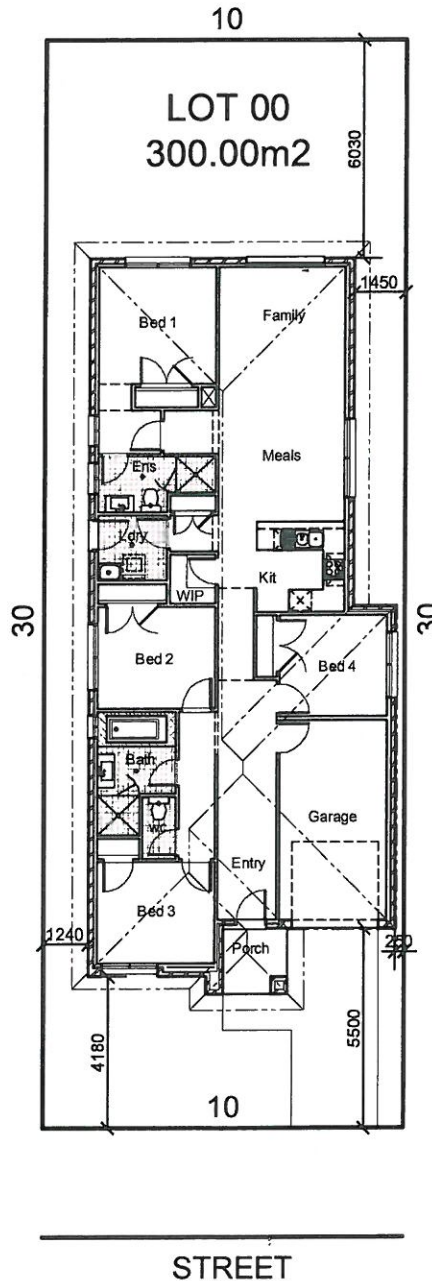 10
LOT 00
300.00m2
6030
1450
Bed 1
Family
Meals
Ens
Ldry
Kit
WIP
30
30
Bed 2
Bed 4
Bath
Garage
WC
Entry
Bed 3
1240
Porch
250
4180
5500
10
STREET